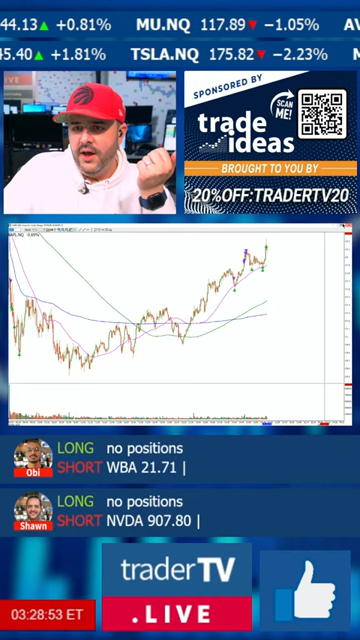 44.13 ▲ +0.81% MU.NQ 117.89 ▼ −1.05% AV
45.40 ▲ +1.81% TSLA.NQ 175.82 ▼ −2.23% M
LIVE
SPONSORED BY
SCAN ME!
trade ideas
BROUGHT TO YOU BY
20%OFF:TRADERTV20
LONG no positions
SHORT WBA 21.71 |
Obi
LONG no positions
SHORT NVDA 907.80 |
Shawn
traderTV
.LIVE
03:28:53 ET